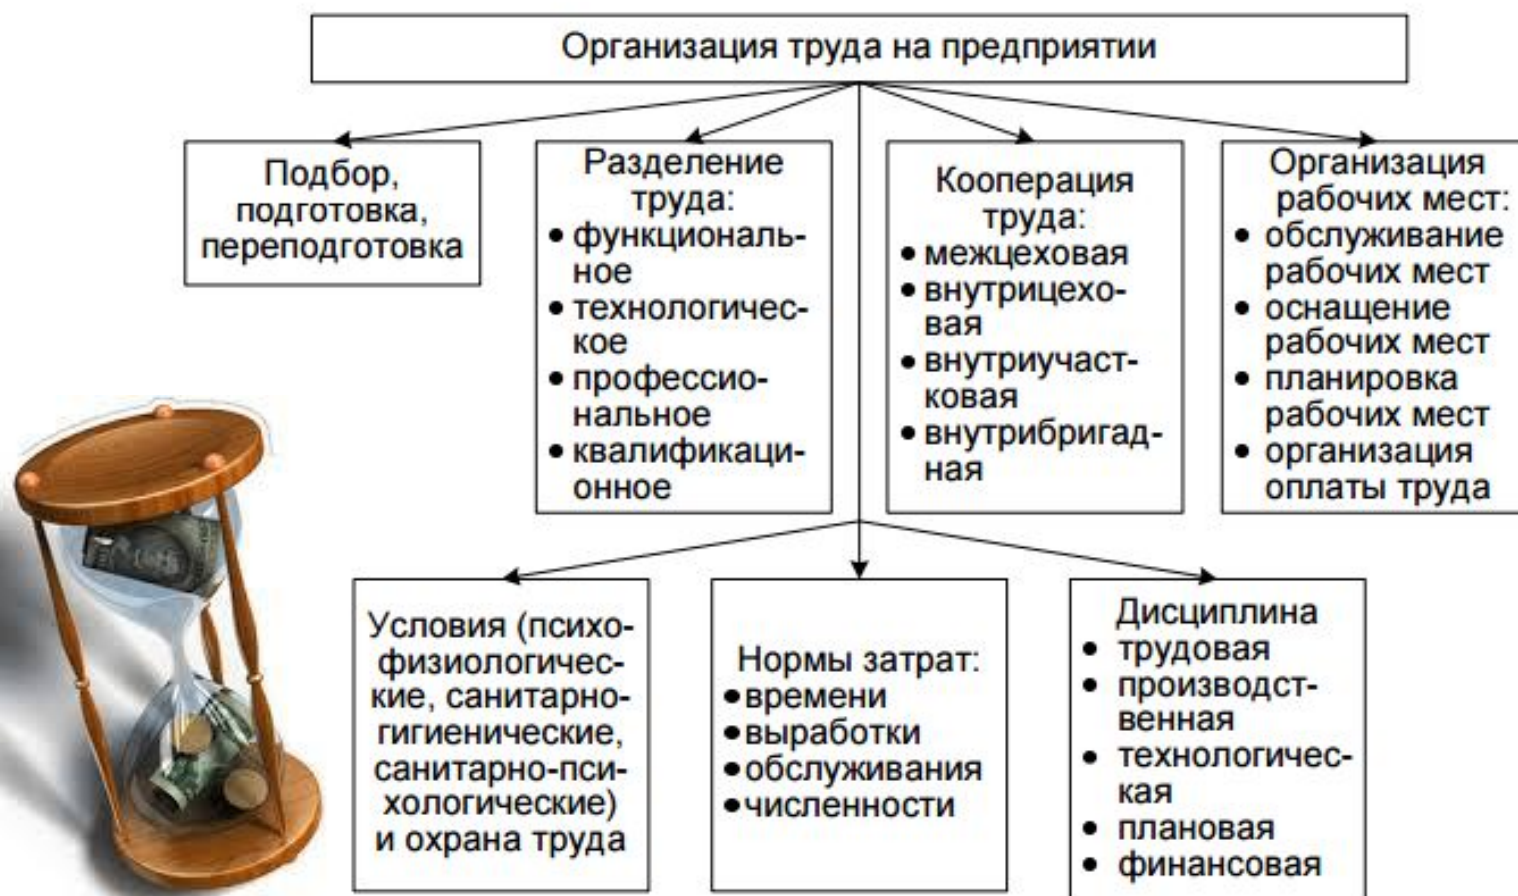 Организация труда на предприятии
Подбор,
подготовка,
переподготовка
Разделение
труда:
• функциональ-
ное
• технологичес-
кое
• профессио-
нальное
• квалификаци-
онное
Кооперация
труда:
• межцеховая
• внутрицехо-
вая
• внутриучаст-
ковая
• внутрибригад-
ная
Организация
рабочих мест:
• обслуживание
рабочих мест
• оснащение
рабочих мест
• планировка
рабочих мест
• организация
оплаты труда
Условия (психо-
физиологичес-
кие, санитарно-
гигиенические,
санитарно-пси-
хологические)
и охрана труда
Нормы затрат:
• времени
• выработки
• обслуживания
• численности
Дисциплина
• трудовая
• производст-
венная
• технологичес-
кая
• плановая
• финансовая